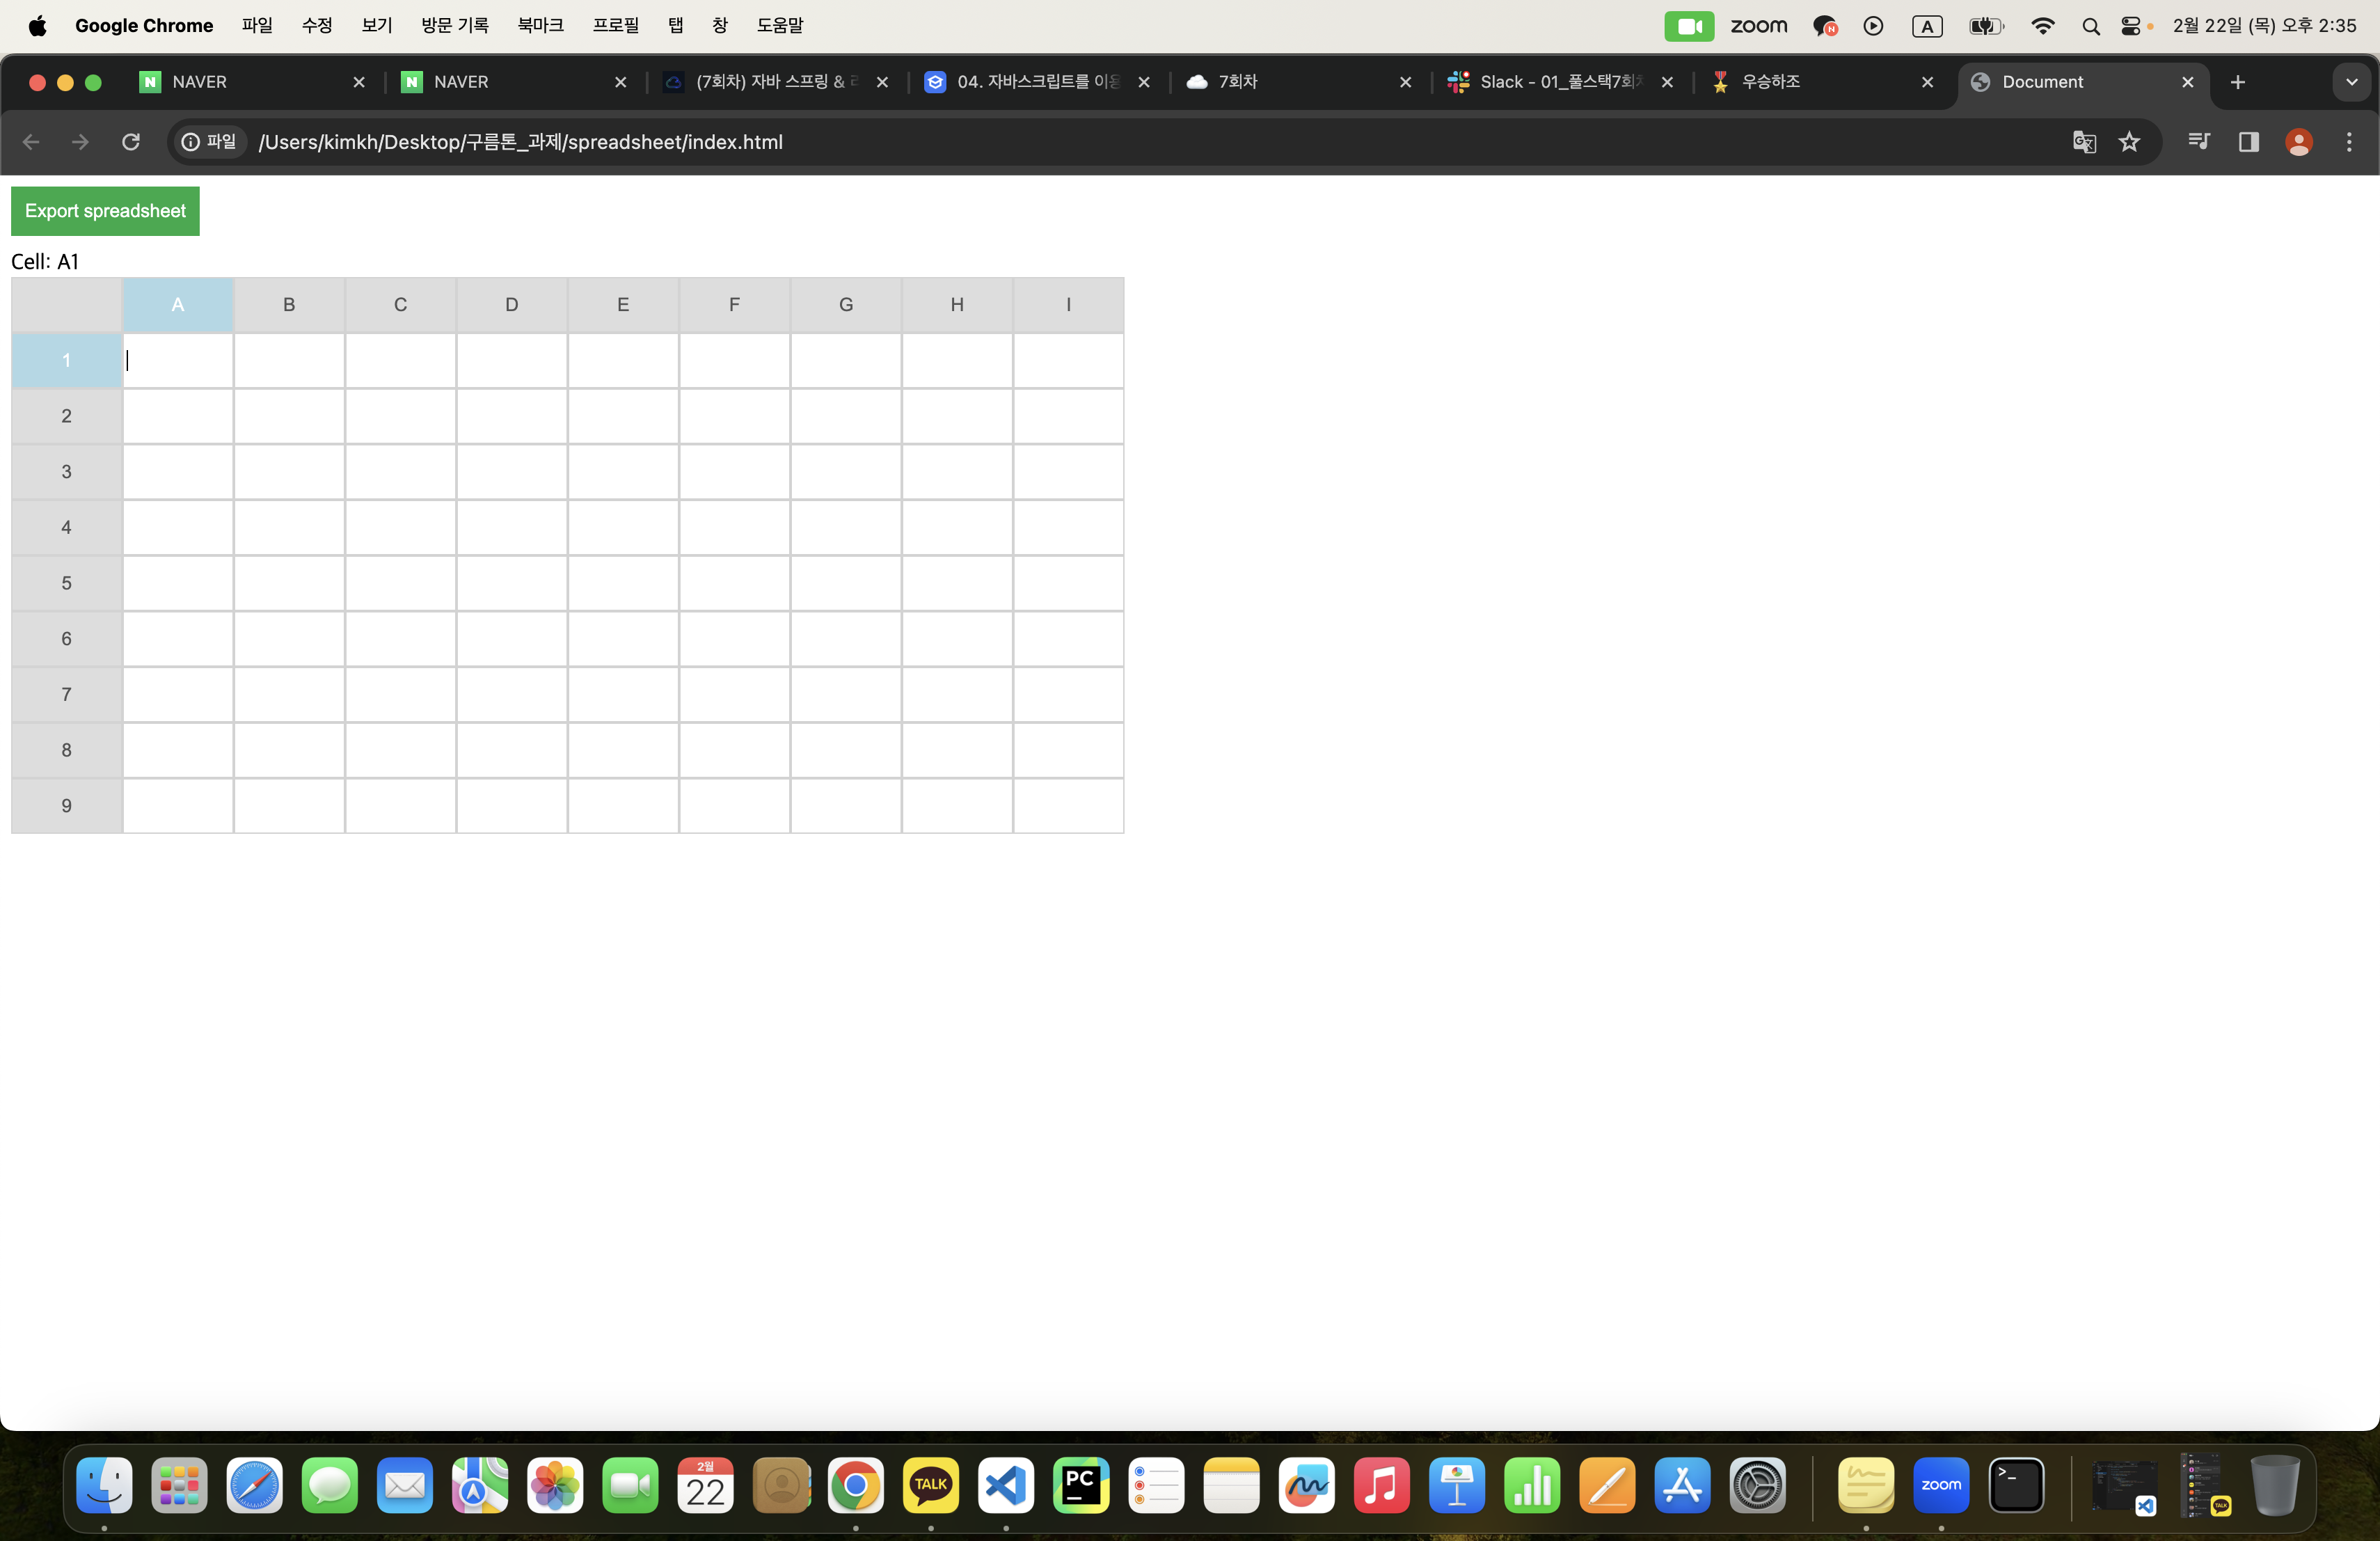 Google Chrome 파일 수정 보기 방문 기록 북마크 프로필 탭 창 도움말 zoom N A 2월 22일 (목) 오후 2:35
N NAVER N NAVER (7회차) 자바 스프링 & 04. 자바스크립트를 이용 7회차 Slack - 01_풀스택7회차 우승하조 Document
파일 /Users/kimkh/Desktop/구름톤_과제/spreadsheet/index.html
Export spreadsheet
Cell: A1
A B C D E F G H I
1
2
3
4
5
6
7
8
9
2월
22
TALK
PC
zoom
>_
TALK